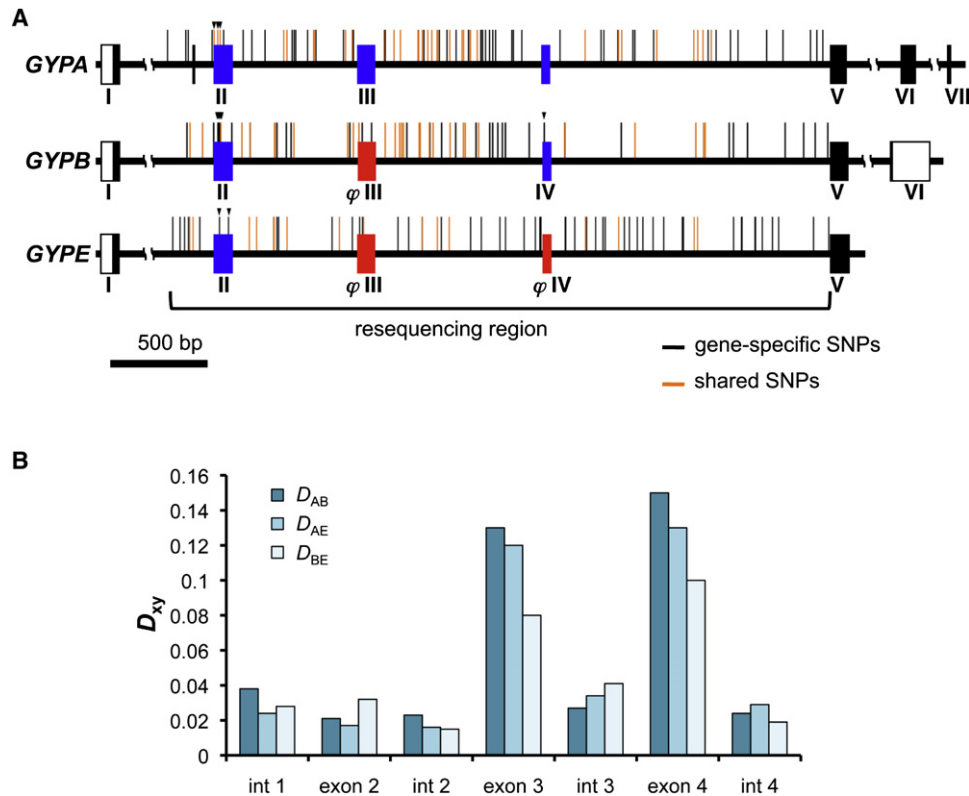 A
GYPA
I
II
III
V
VI
VII
GYPB
I
II
φ III
IV
V
VI
GYPE
I
II
φ III
φ IV
V
resequencing region
500 bp
gene-specific SNPs
shared SNPs
B
0.16
0.14
0.12
0.1
0.08
0.06
0.04
0.02
0
Dxy
DAB
DAE
DBE
int 1 exon 2 int 2 exon 3 int 3 exon 4 int 4